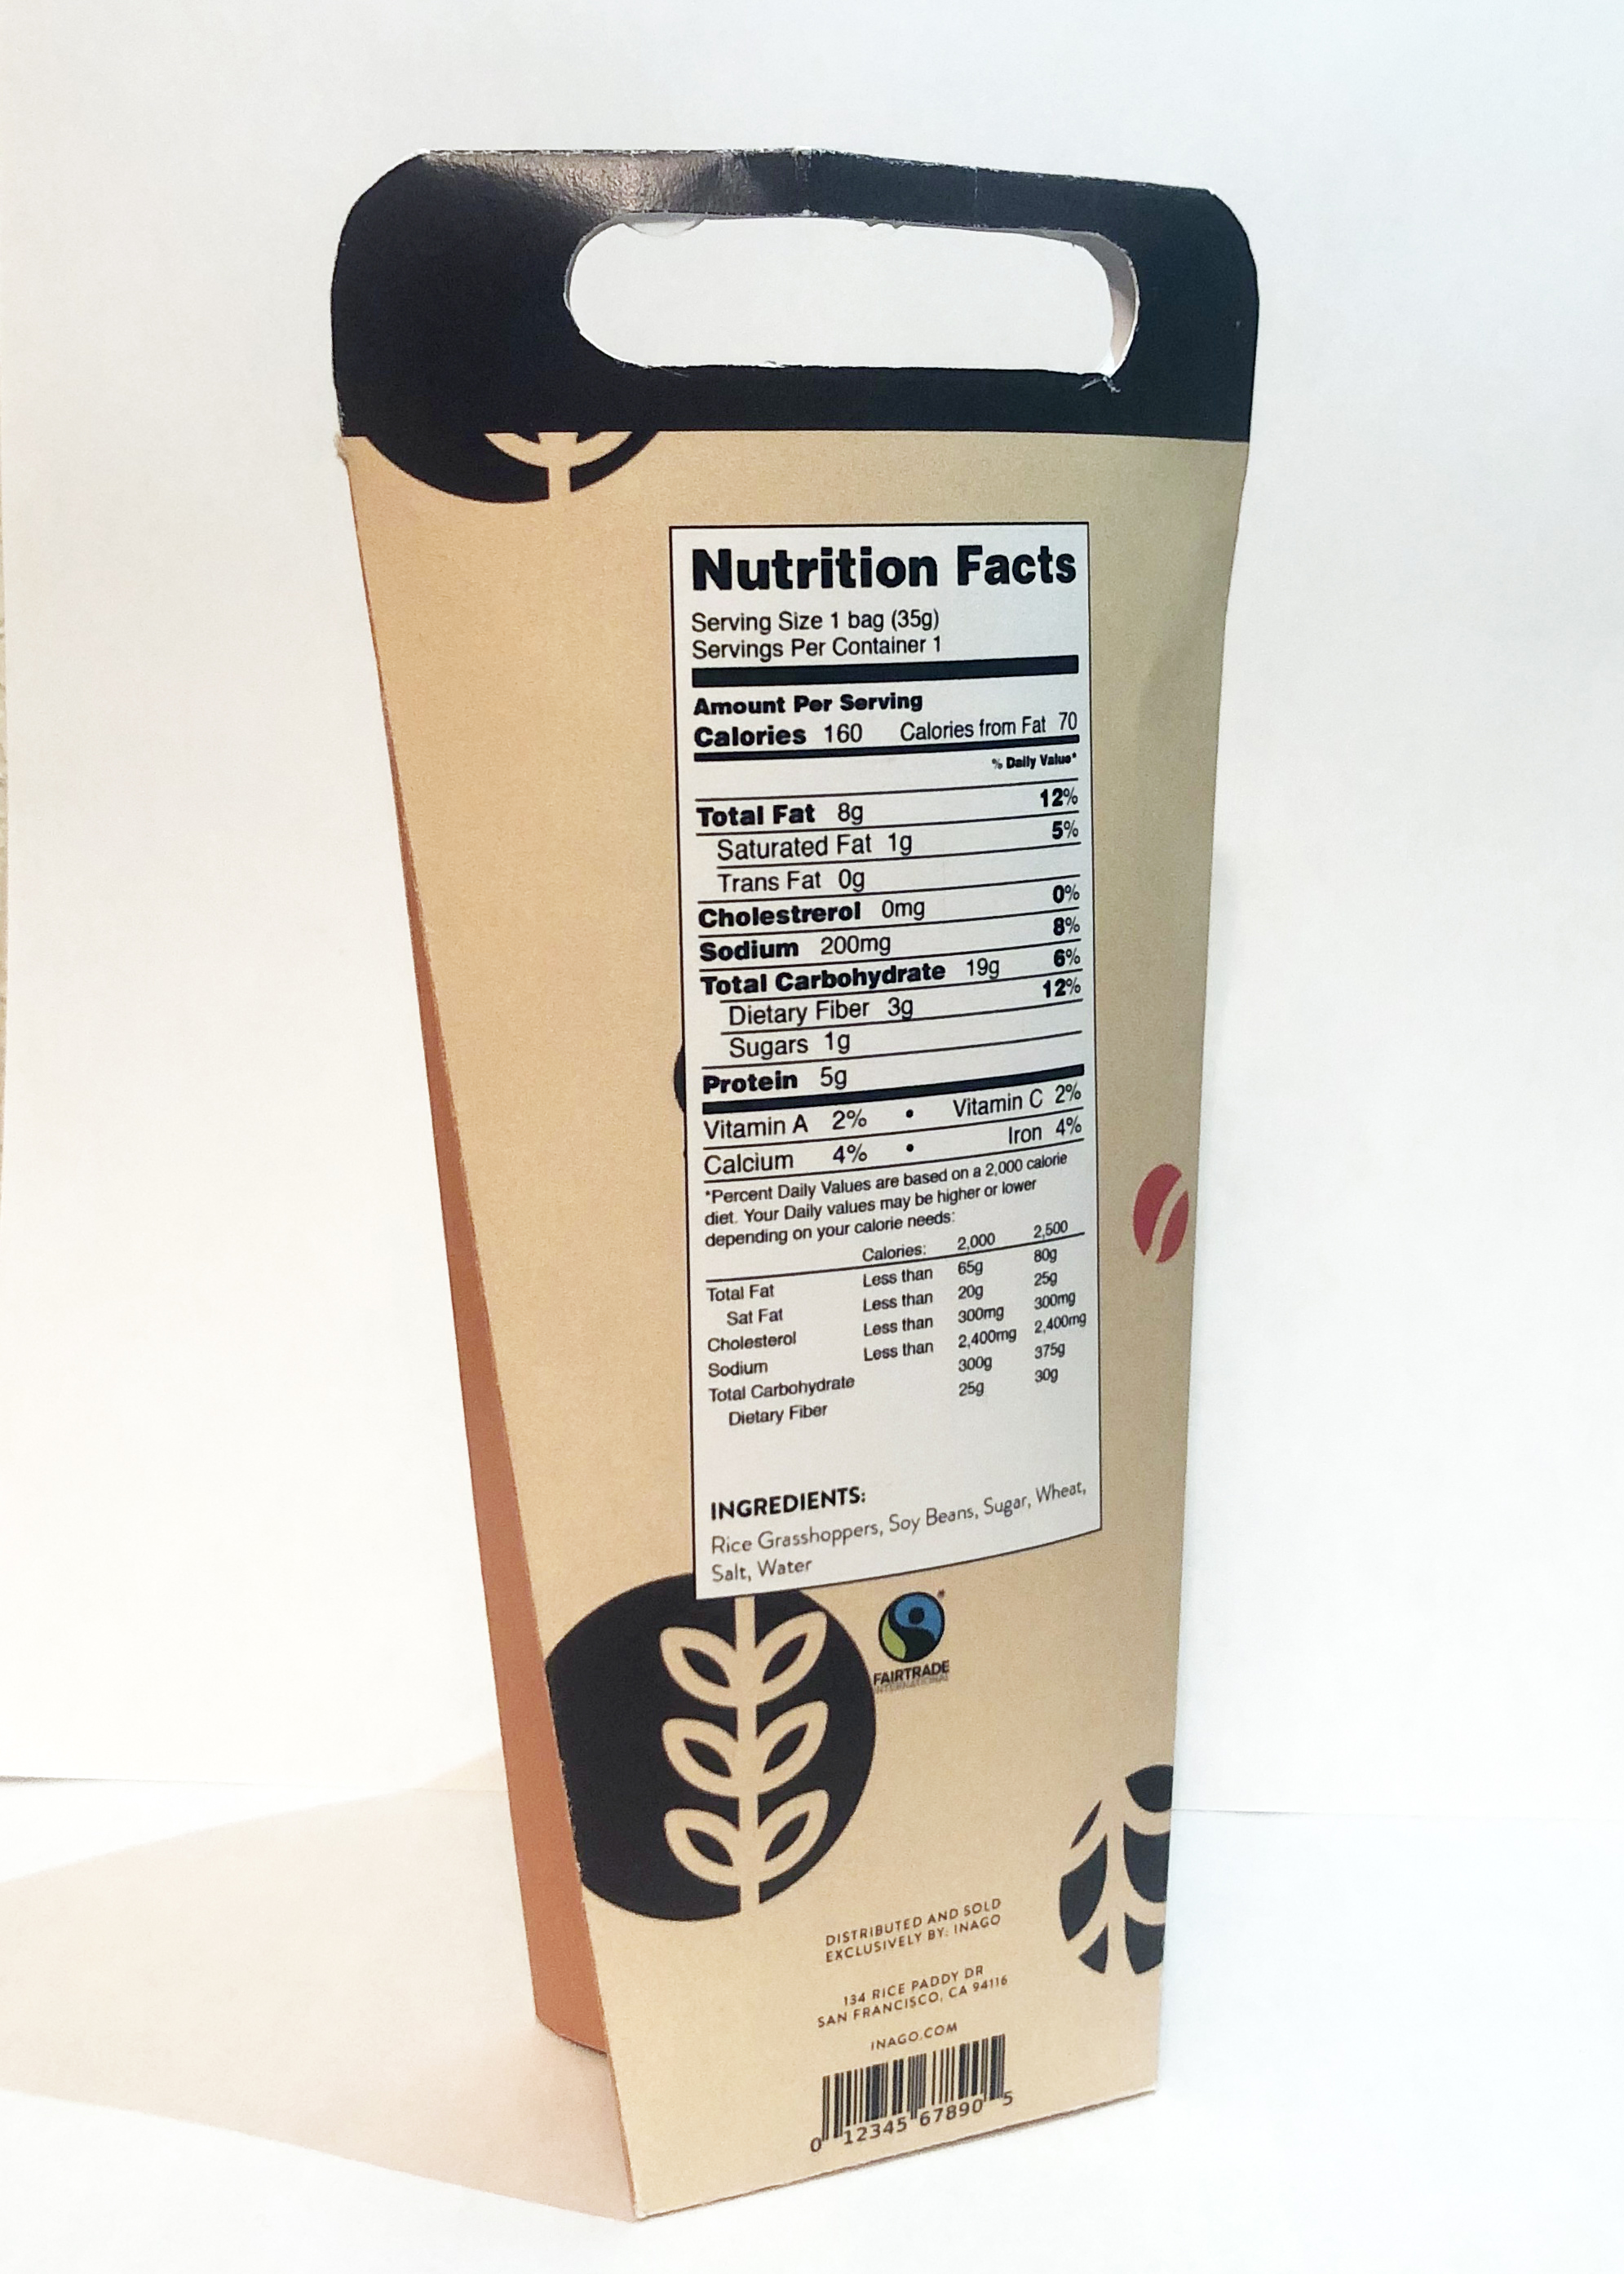 Nutrition Facts
Serving Size 1 bag (35g)
Servings Per Container 1
Amount Per Serving
Calories 160 Calories from Fat 70
% Daily Value*
Total Fat 8g 12%
Saturated Fat 1g 5%
Trans Fat 0g
Cholestrerol 0mg 0%
Sodium 200mg 8%
Total Carbohydrate 19g 6%
Dietary Fiber 3g 12%
Sugars 1g
Protein 5g
Vitamin A 2% • Vitamin C 2%
Calcium 4% • Iron 4%
*Percent Daily Values are based on a 2,000 calorie
diet. Your Daily values may be higher or lower
depending on your calorie needs:
Calories: 2,000 2,500
Total Fat Less than 65g 80g
Sat Fat Less than 20g 25g
Cholesterol Less than 300mg 300mg
Sodium Less than 2,400mg 2,400mg
Total Carbohydrate 300g 375g
Dietary Fiber 25g 30g
INGREDIENTS:
Rice Grasshoppers, Soy Beans, Sugar, Wheat,
Salt, Water
FAIRTRADE
INTERNATIONAL
DISTRIBUTED AND SOLD
EXCLUSIVELY BY: INAGO
134 RICE PADDY DR
SAN FRANCISCO, CA 94116
INAGO.COM
0 12345 67890 5